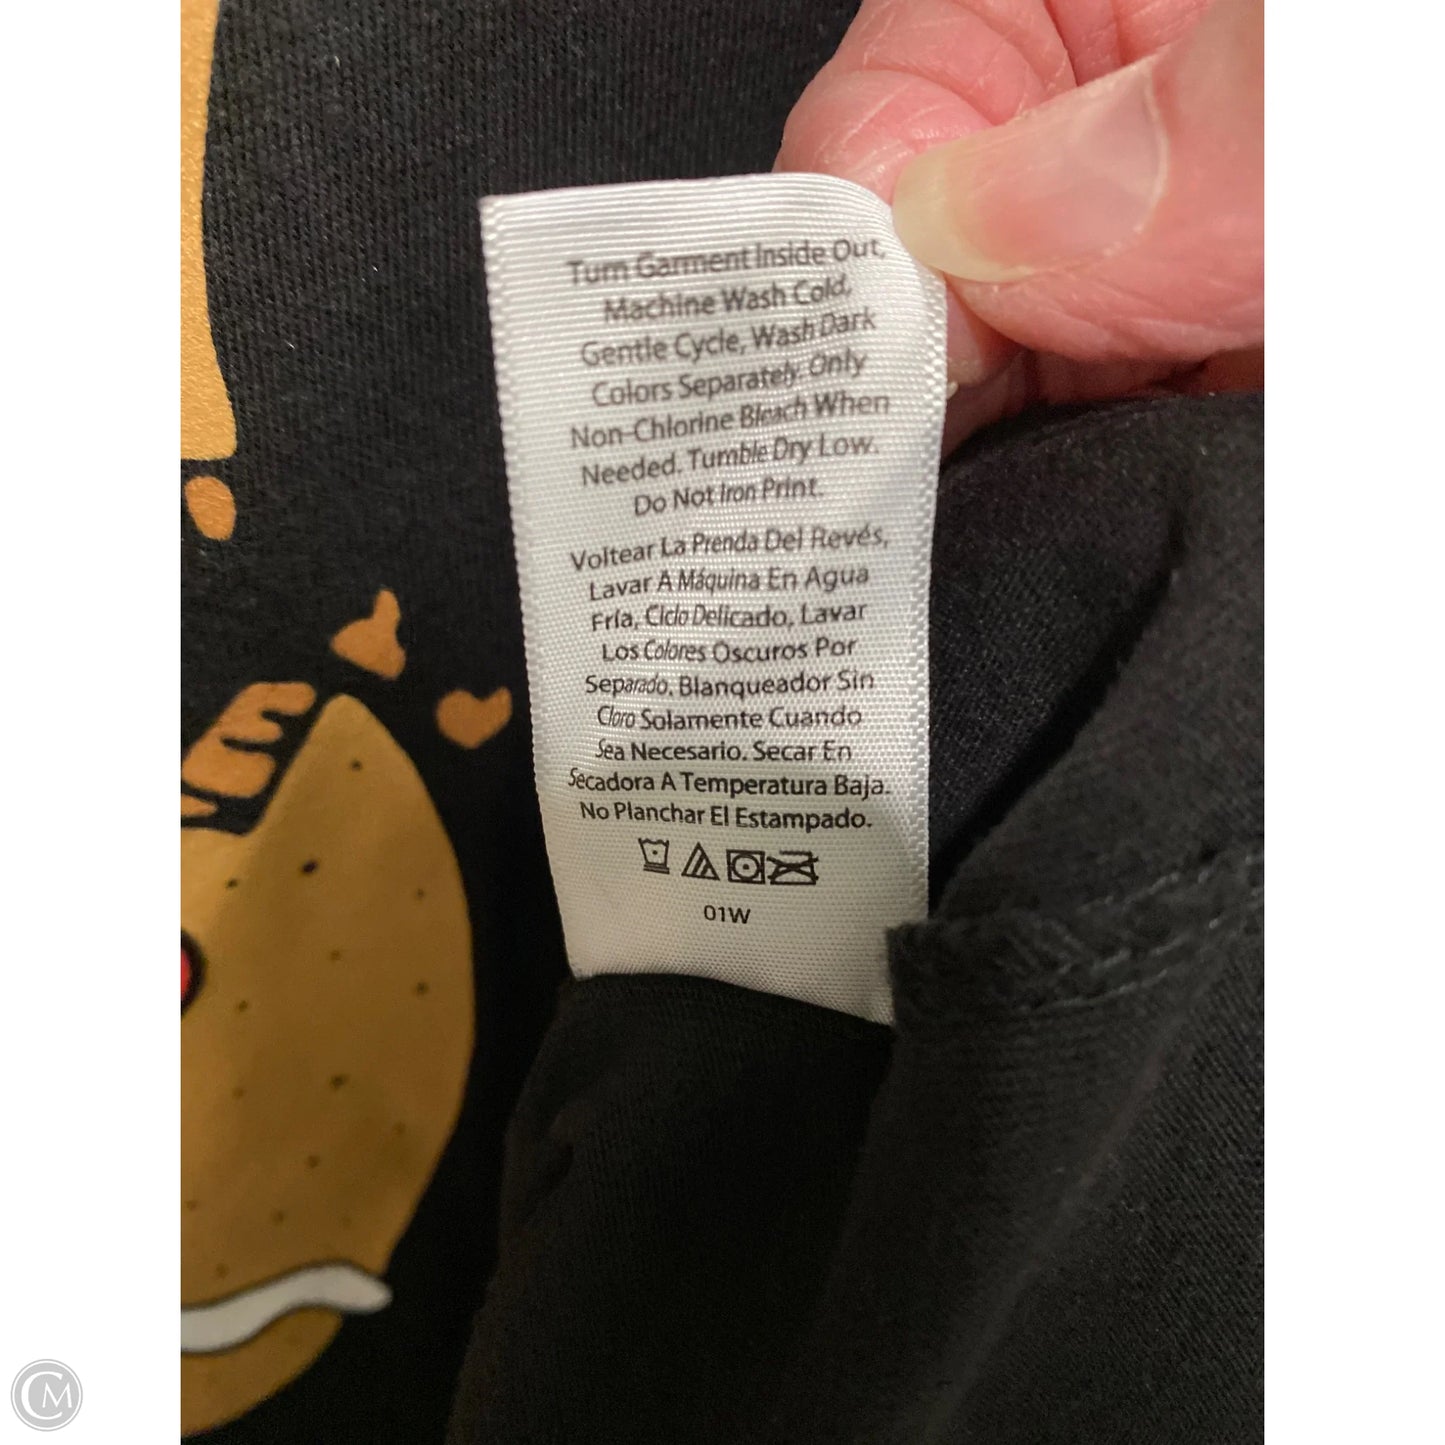 Turn Garment Inside Out,
Machine Wash Cold,
Gentle Cycle, Wash Dark
Colors Separately. Only
Non-Chlorine Bleach When
Needed. Tumble Dry Low.
Do Not Iron Print.
Voltear La Prenda Del Revés,
Lavar A Máquina En Agua
Fría, Ciclo Delicado, Lavar
Los Colores Oscuros Por
Separado. Blanqueador Sin
Cloro Solamente Cuando
Sea Necesario. Secar En
Secadora A Temperatura Baja.
No Planchar El Estampado.
01W
CM